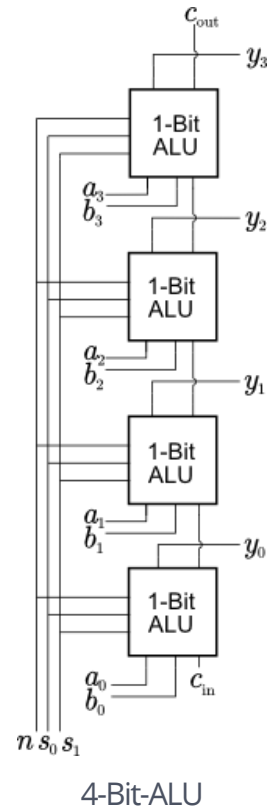 c_out
y_3
1-Bit
ALU
a_3
b_3
y_2
1-Bit
ALU
a_2
b_2
y_1
1-Bit
ALU
a_1
b_1
y_0
1-Bit
ALU
a_0
b_0
c_in
n s_0 s_1
4-Bit-ALU